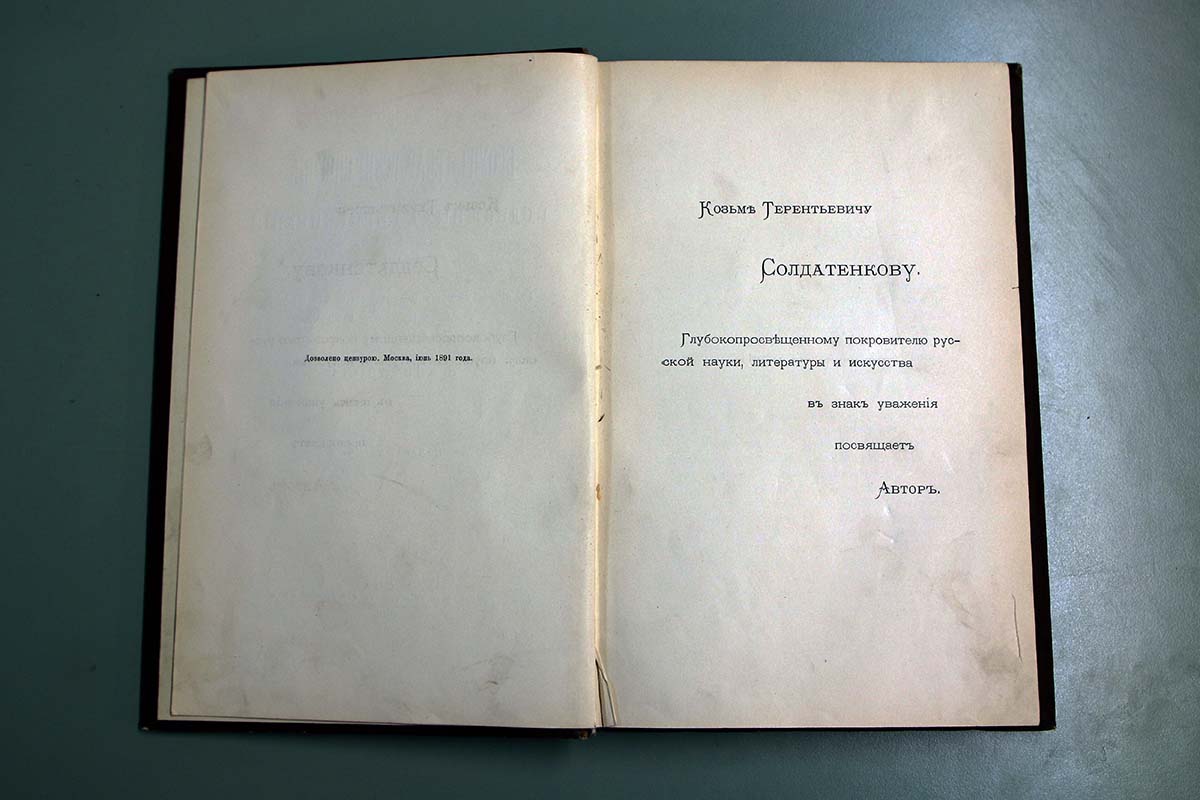 Дозволено цензурою. Москва, іюнь 1891 года.
Козьмѣ Терентьевичу
Солдатенкову.
Глубокопросвѣщенному покровителю рус-
ской науки, литературы и искусства
въ знакъ уваженія
посвящаетъ
Авторъ.